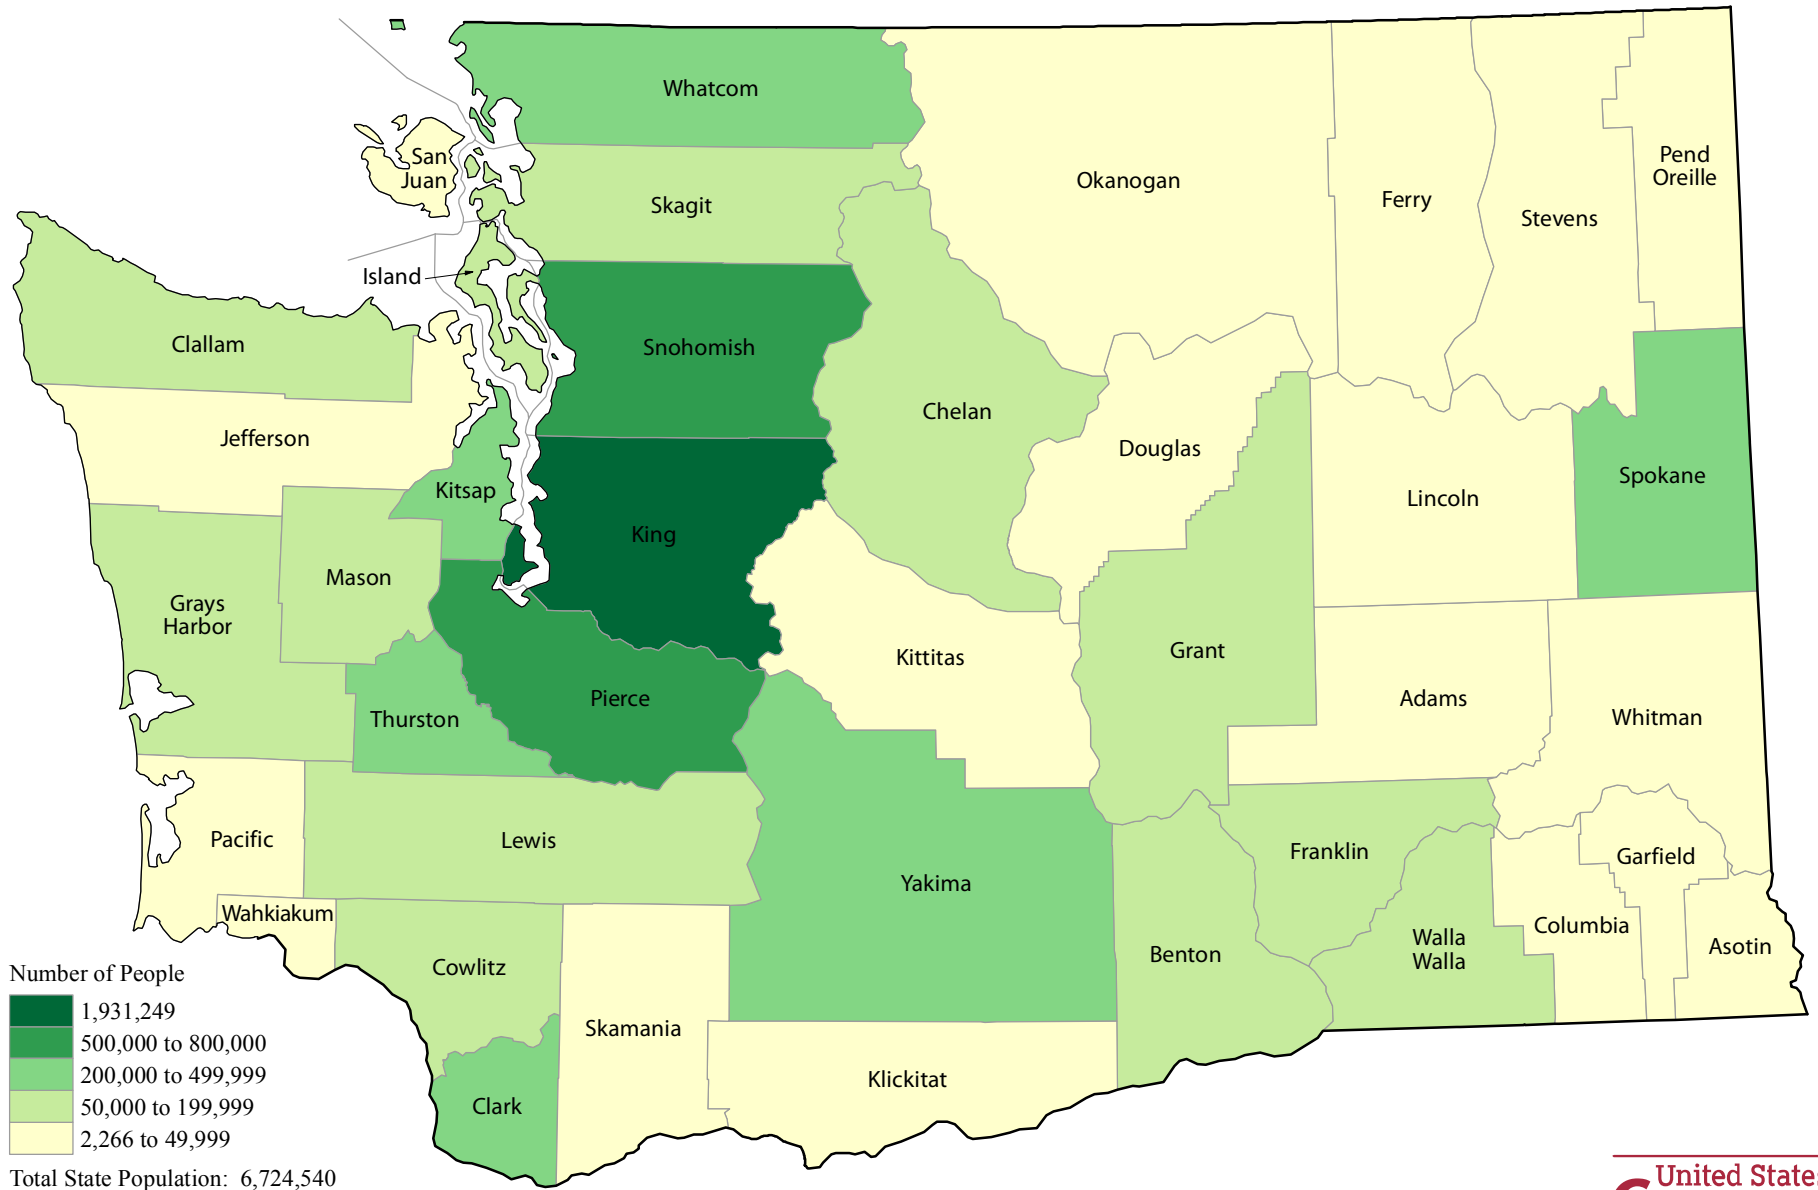 Whatcom
San
Juan
Skagit
Okanogan
Ferry
Stevens
Pend
Oreille
Island
Clallam
Snohomish
Chelan
Jefferson
Douglas
Kitsap
Lincoln
Spokane
King
Mason
Grays
Harbor
Kittitas
Grant
Pierce
Adams
Thurston
Whitman
Pacific
Lewis
Yakima
Franklin
Garfield
Wahkiakum
Columbia
Walla
Walla
Asotin
Benton
Cowlitz
Skamania
Klickitat
Clark
Number of People
1,931,249
500,000 to 800,000
200,000 to 499,999
50,000 to 199,999
2,266 to 49,999
Total State Population: 6,724,540
United State